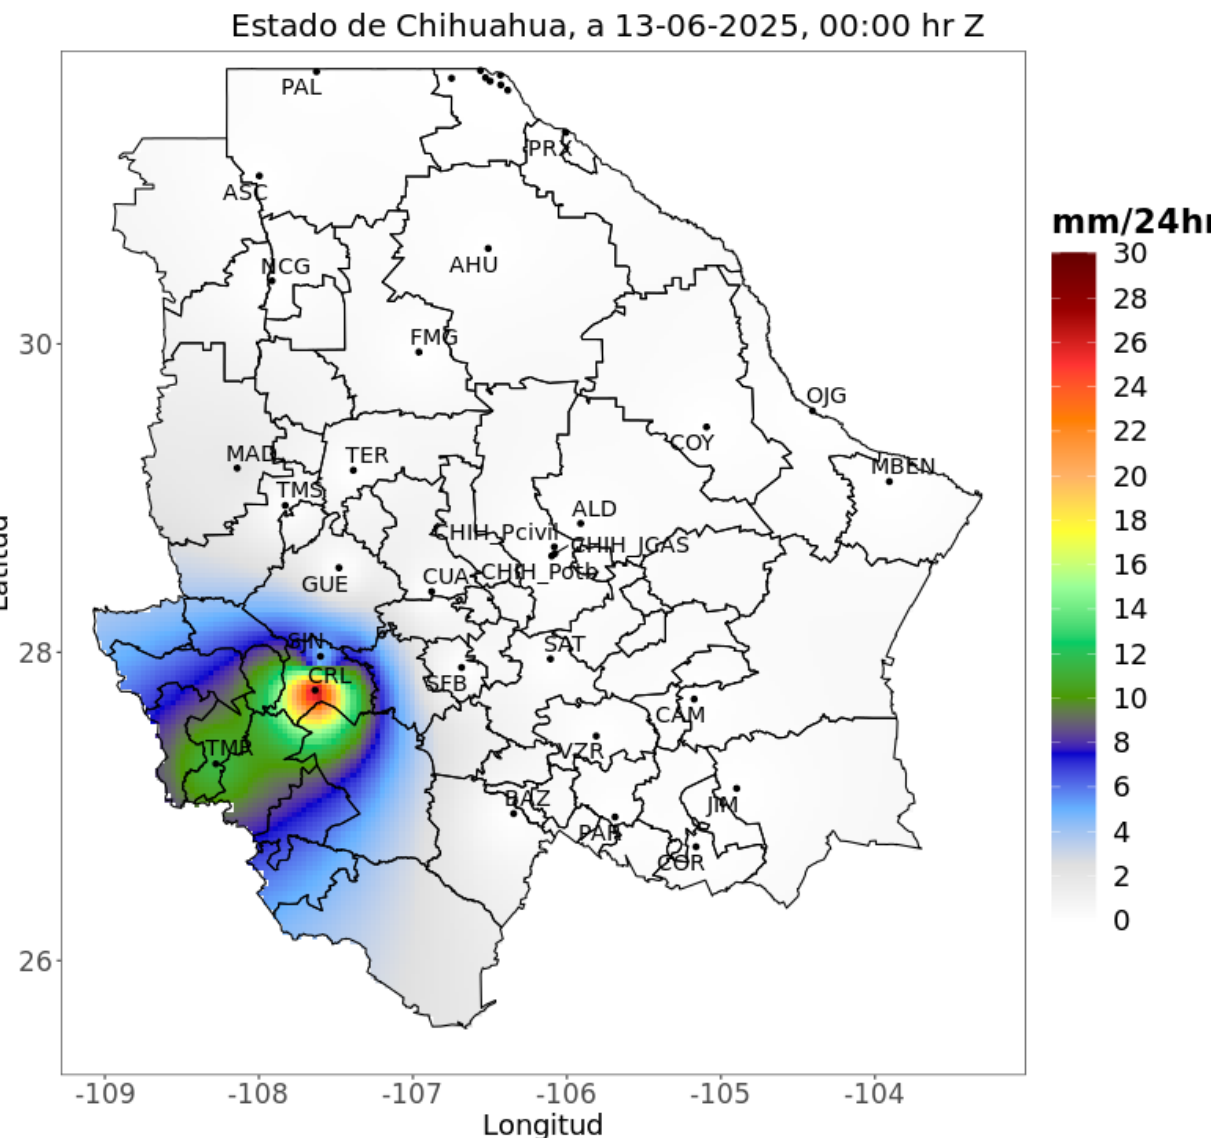 Estado de Chihuahua, a 13-06-2025, 00:00 hr Z
PAL
PRX
ASC
NCG
AHU
FMG
OJG
MAD
TER
COY
MBEN
TMS
ALD
CHIH_Pcivil
CHIH_JGAS
GUE
CUA
CHIH_Potb
SJN
SAT
CRL
SFB
CAM
TMR
VZR
BAZ
JIM
PAR
COR
mm/24hr
30
28
26
24
22
20
18
16
14
12
10
8
6
4
2
0
30
28
26
Latitud
-109
-108
-107
-106
-105
-104
Longitud